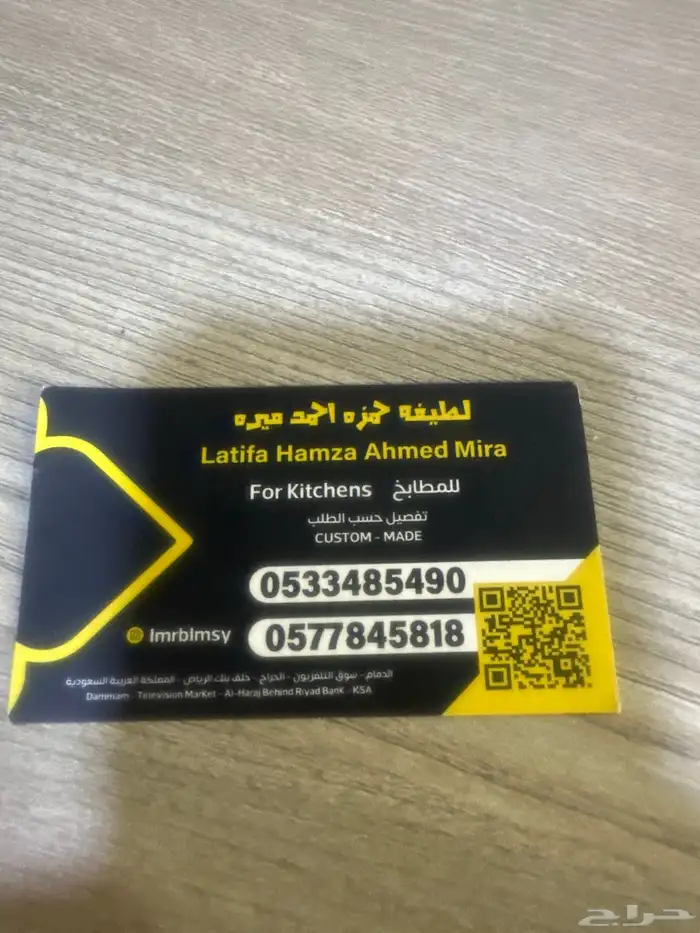 لطيفه حمزه احمد ميره
Latifa Hamza Ahmed Mira
For Kitchens للمطابخ
تفصيل حسب الطلب
CUSTOM - MADE
0533485490
lmrblmsy 0577845818
الدمام - سوق التلفزيون - الحراج - خلف بنك الرياض - المملكة العربية السعودية
Dammam - Television Market - Al-Haraj Behind Riyad Bank - KSA
حراج